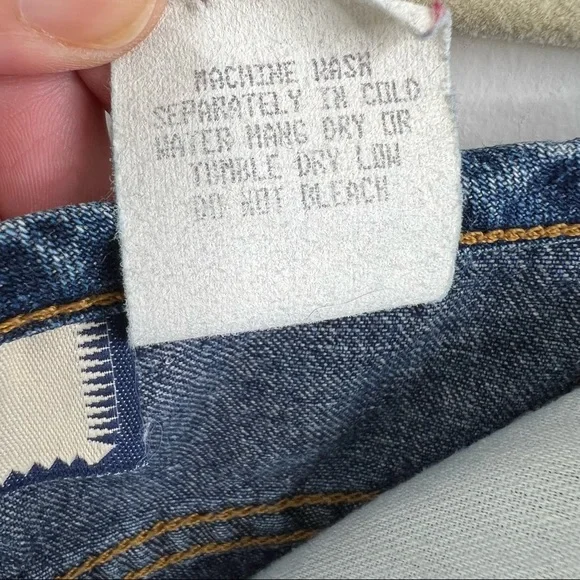 MACHINE WASH
SEPARATELY IN COLD
WATER HANG DRY OR
TUMBLE DRY LOW
DO NOT BLEACH